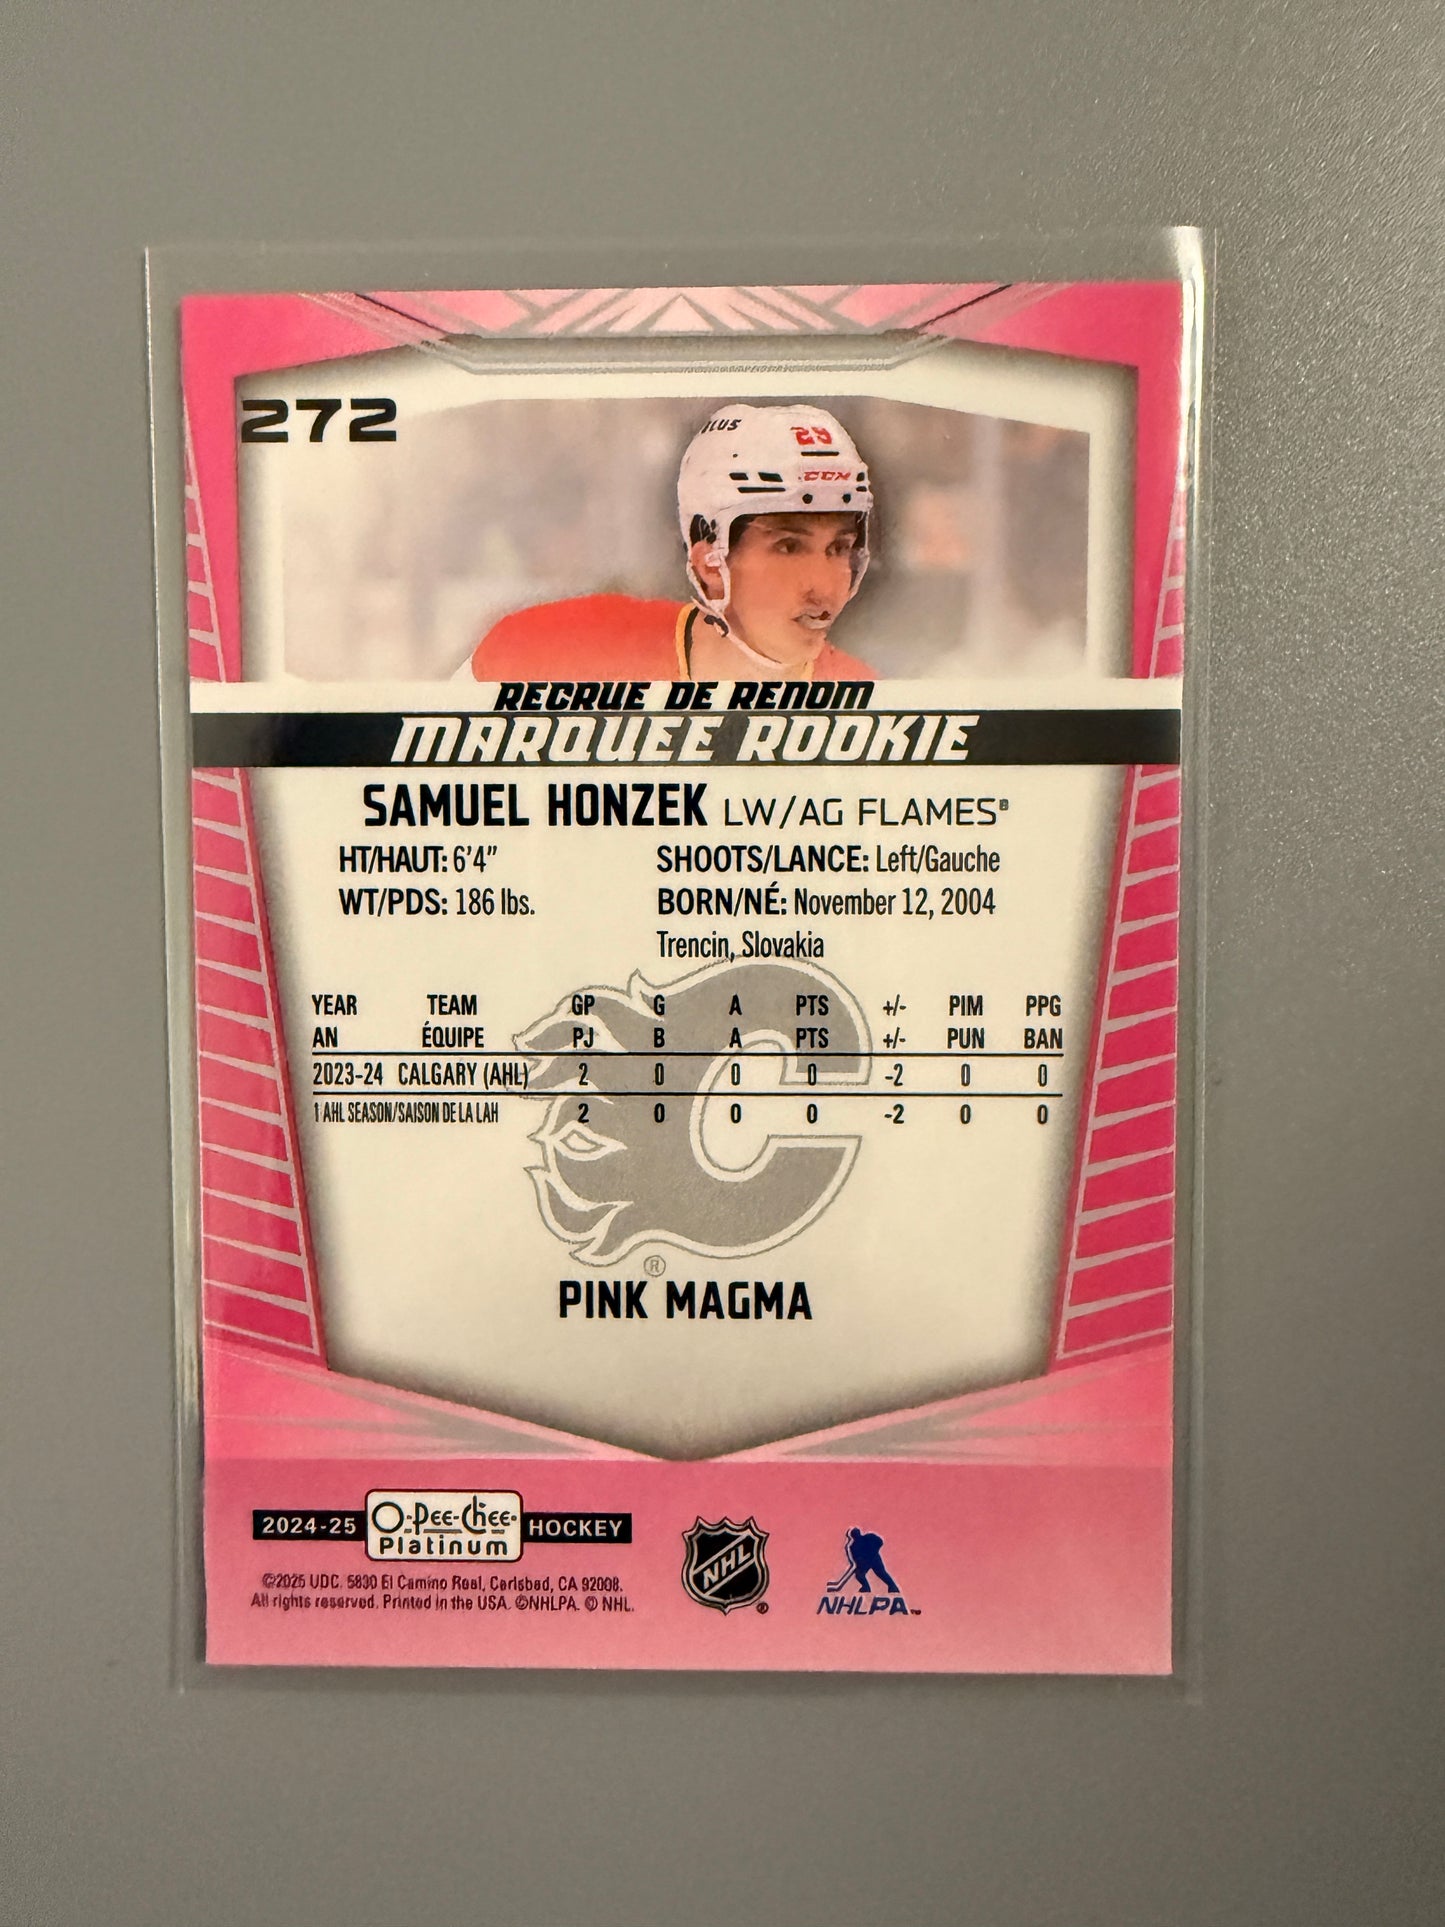 272
TELUS
29
CCM
RECRUE DE RENOM
MARQUEE ROOKIE
SAMUEL HONZEK LW/AG FLAMES®
HT/HAUT: 6'4" SHOOTS/LANCE: Left/Gauche
WT/PDS: 186 lbs. BORN/NÉ: November 12, 2004
Trencin, Slovakia
YEAR TEAM GP G A PTS +/- PIM PPG
AN ÉQUIPE PJ B A PTS +/- PUN BAN
2023-24 CALGARY (AHL) 2 0 0 0 -2 0 0
1 AHL SEASON/SAISON DE LA LAH 2 0 0 0 -2 0 0
®
PINK MAGMA
2024-25 O-Pee-Chee Platinum HOCKEY
©2025 UDC. 5830 El Camino Real, Carlsbad, CA 92008.
All rights reserved. Printed in the USA. ©NHLPA. © NHL.
NHL ®
NHLPA™